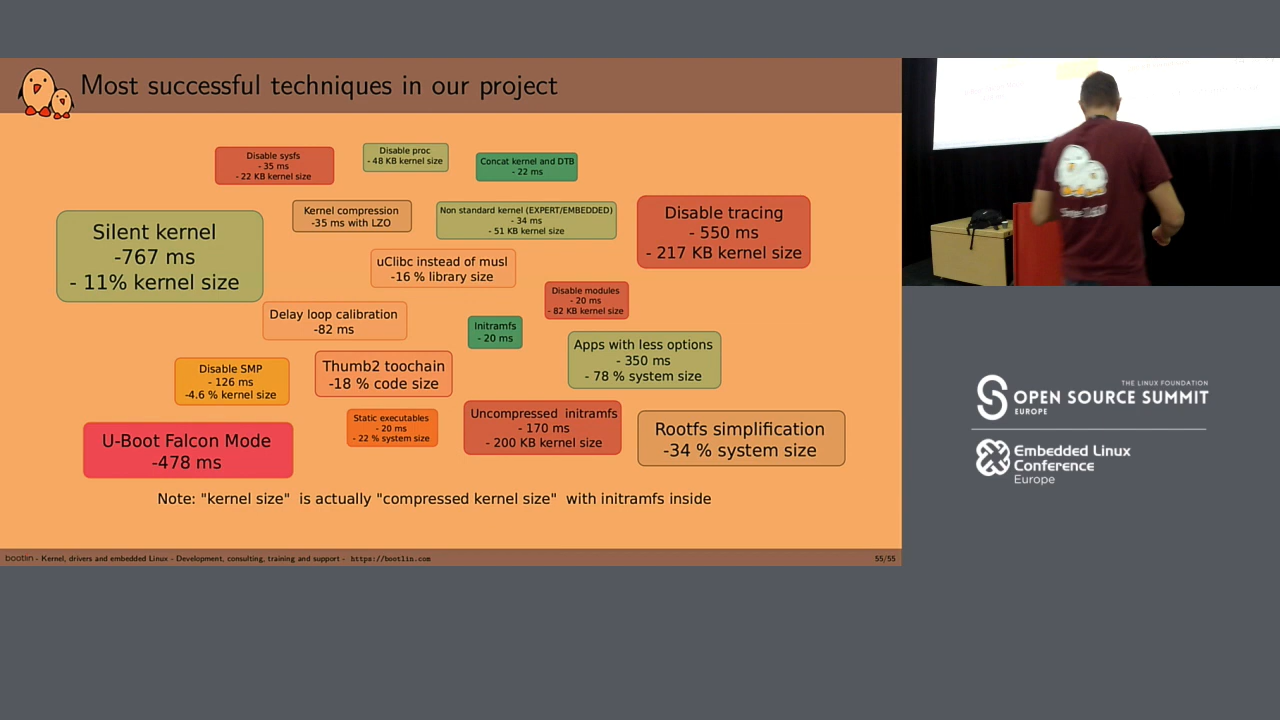 Most successful techniques in our project
Disable sysfs
- 35 ms
- 22 KB kernel size
Disable proc
- 48 KB kernel size
Concat kernel and DTB
- 22 ms
Silent kernel
-767 ms
- 11% kernel size
Kernel compression
-35 ms with LZO
Non standard kernel (EXPERT/EMBEDDED)
- 34 ms
- 51 KB kernel size
Disable tracing
- 550 ms
- 217 KB kernel size
uClibc instead of musl
-16 % library size
Disable modules
- 20 ms
- 82 KB kernel size
Delay loop calibration
-82 ms
Initramfs
- 20 ms
Apps with less options
- 350 ms
- 78 % system size
Disable SMP
- 126 ms
-4.6 % kernel size
Thumb2 toochain
-18 % code size
Static executables
- 20 ms
- 22 % system size
Uncompressed initramfs
- 170 ms
- 200 KB kernel size
Rootfs simplification
-34 % system size
U-Boot Falcon Mode
-478 ms
Note: "kernel size" is actually "compressed kernel size" with initramfs inside
bootlin - Kernel, drivers and embedded Linux - Development, consulting, training and support - https://bootlin.com
55/55
THE LINUX FOUNDATION
OPEN SOURCE SUMMIT
EUROPE
Embedded Linux
Conference
Europe